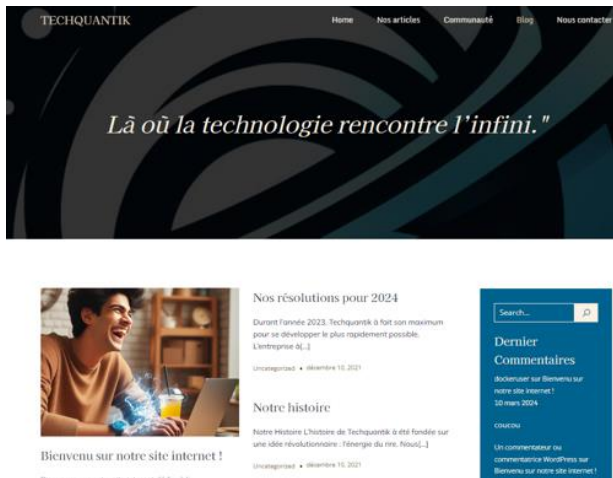 TECHQUANTIK
Home Nos articles Communauté Blog Nous contacter
Là où la technologie rencontre l'infini."
Nos résolutions pour 2024
Durant l'année 2023, Techquantik à fait son maximum
pour se développer le plus rapidement possible.
L'entreprise à[...]
Uncategorized • décembre 10, 2021
Notre histoire
Notre Histoire L'histoire de Techquantik à été fondée sur
une idée révolutionnaire : l'énergie du rire. Nous[...]
Uncategorized • décembre 10, 2021
Bienvenu sur notre site internet !
Search...
Dernier
Commentaires
dockeruser sur Bienvenu sur
notre site internet !
10 mars 2024
coucou
Un commentateur ou
commentatrice WordPress sur
Bienvenu sur notre site internet !